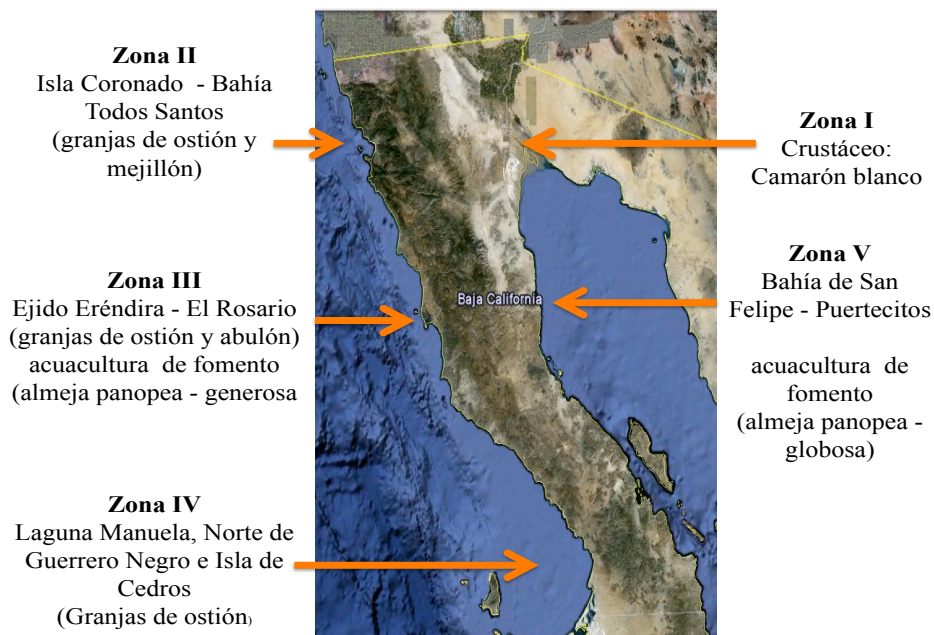 Zona II
Isla Coronado - Bahía
Todos Santos
(granjas de ostión y
mejillón)
Zona III
Ejido Eréndira - El Rosario
(granjas de ostión y abulón)
acuacultura de fomento
(almeja panopea - generosa
Zona IV
Laguna Manuela, Norte de
Guerrero Negro e Isla de
Cedros
(Granjas de ostión)
Baja California
Zona I
Crustáceo:
Camarón blanco
Zona V
Bahía de San
Felipe - Puertecitos
acuacultura de
fomento
(almeja panopea -
globosa)